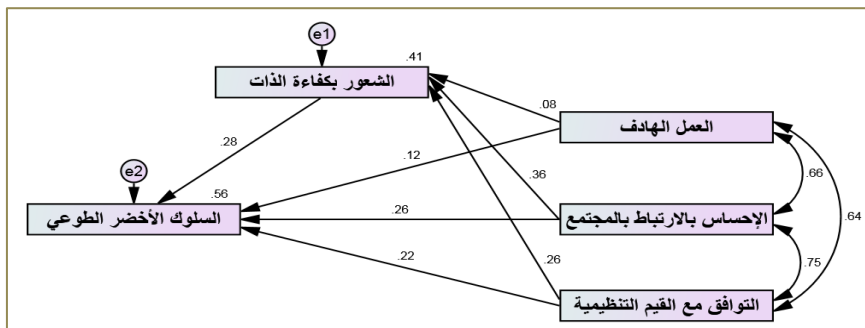 e1
.41
الشعور بكفاءة الذات
.08
العمل الهادف
.28
.12
.66
e2
.36
.56
السلوك الأخضر الطوعي
.26
الإحساس بالارتباط بالمجتمع
.64
.22
.26
.75
التوافق مع القيم التنظيمية